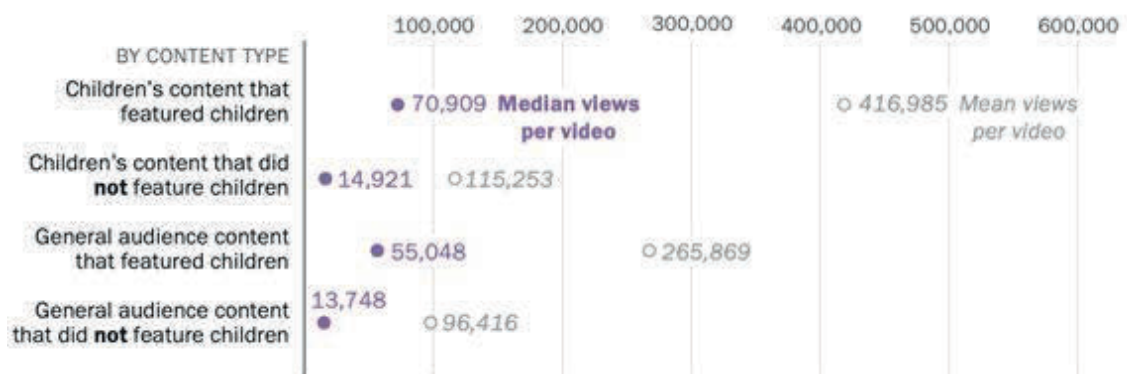 100,000 200,000 300,000 400,000 500,000 600,000
BY CONTENT TYPE
Children's content that
featured children
70,909 Median views
per video
416,985 Mean views
per video
Children's content that did
not feature children
14,921 115,253
General audience content
that featured children
55,048 265,869
General audience content
that did not feature children
13,748
96,416